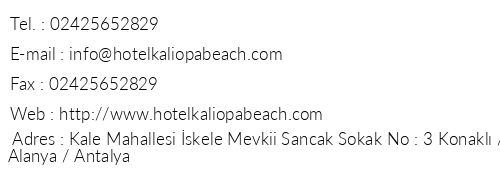 Tel. : 02425652829
E-mail : info@hotelkaliopabeach.com
Fax : 02425652829
Web : http://www.hotelkaliopabeach.com
Adres : Kale Mahallesi İskele Mevkii Sancak Sokak No : 3 Konaklı /
Alanya / Antalya